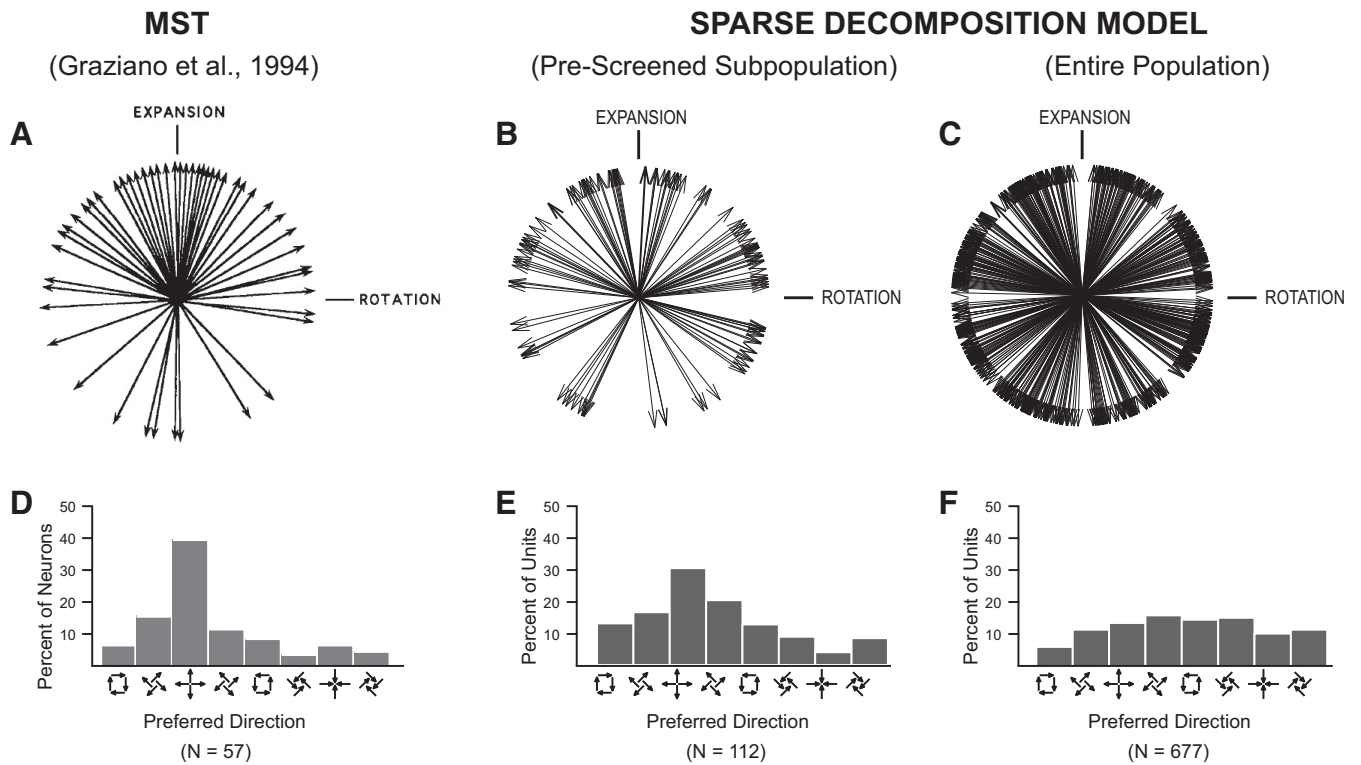 MST
SPARSE DECOMPOSITION MODEL
(Graziano et al., 1994)
(Pre-Screened Subpopulation)
(Entire Population)
A
EXPANSION
ROTATION
B
EXPANSION
ROTATION
C
EXPANSION
ROTATION
D
Percent of Neurons
50
40
30
20
10
Preferred Direction
(N = 57)
E
Percent of Units
50
40
30
20
10
Preferred Direction
(N = 112)
F
Percent of Units
50
40
30
20
10
Preferred Direction
(N = 677)